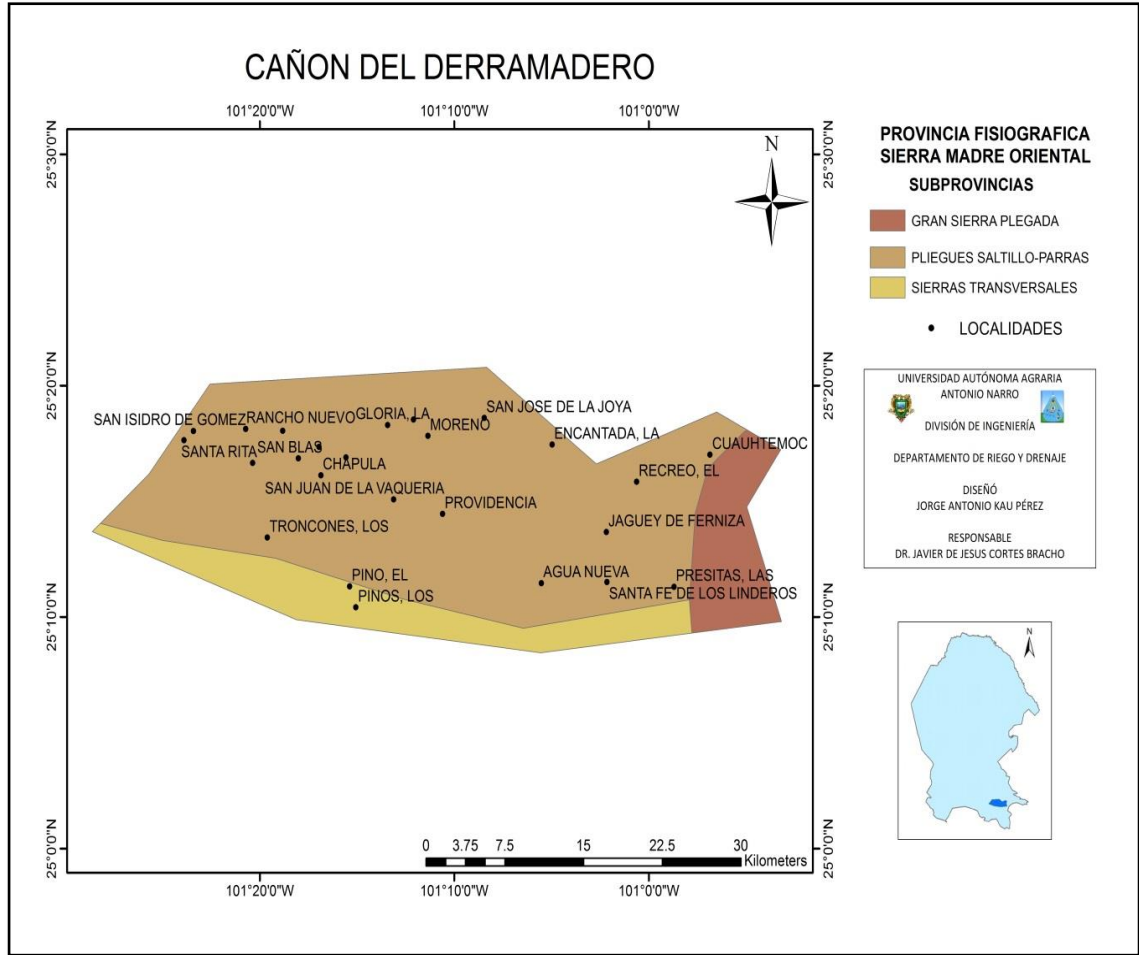 CAÑON DEL DERRAMADERO
101°20'0"W 101°10'0"W 101°0'0"W
25°30'0"N 25°30'0"N
N
25°20'0"N 25°20'0"N
SAN ISIDRO DE GOMEZ RANCHO NUEVO GLORIA, LA SAN JOSE DE LA JOYA
MORENO
SANTA RITA SAN BLAS ENCANTADA, LA CUAUHTEMOC
CHAPULA RECREO, EL
SAN JUAN DE LA VAQUERIA
PROVIDENCIA
TRONCONES, LOS JAGUEY DE FERNIZA
PINO, EL AGUA NUEVA PRESITAS, LAS
PINOS, LOS SANTA FE DE LOS LINDEROS
25°10'0"N 25°10'0"N
25°0'0"N 25°0'0"N
0 3.75 7.5 15 22.5 30
Kilometers
101°20'0"W 101°10'0"W 101°0'0"W
PROVINCIA FISIOGRAFICA
SIERRA MADRE ORIENTAL
SUBPROVINCIAS
GRAN SIERRA PLEGADA
PLIEGUES SALTILLO-PARRAS
SIERRAS TRANSVERSALES
LOCALIDADES
UNIVERSIDAD AUTÓNOMA AGRARIA
ANTONIO NARRO
DIVISIÓN DE INGENIERÍA
DEPARTAMENTO DE RIEGO Y DRENAJE
DISEÑÓ
JORGE ANTONIO KAU PÉREZ
RESPONSABLE
DR. JAVIER DE JESUS CORTES BRACHO
N